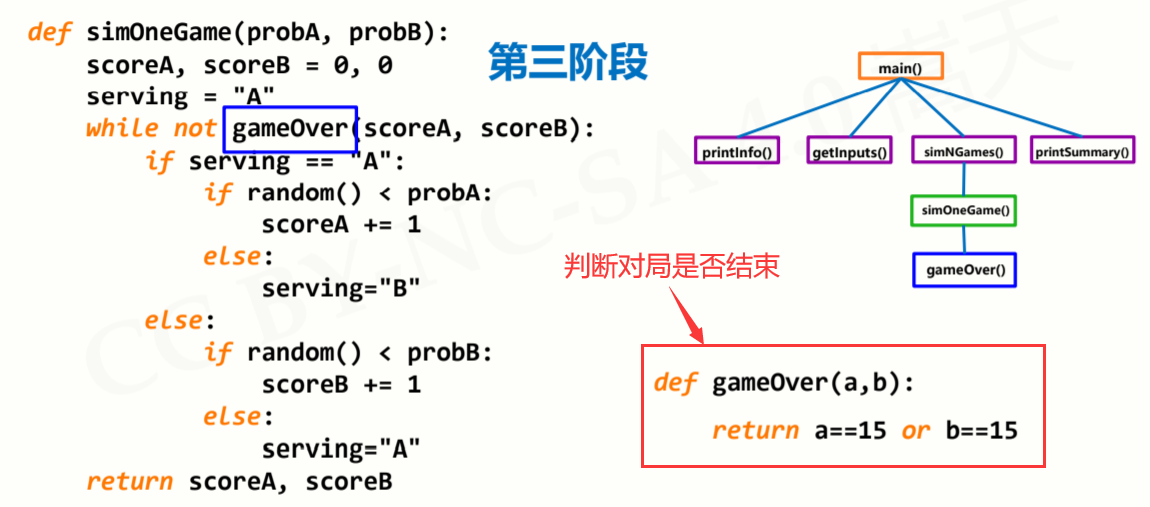 def simOneGame(probA, probB):
    scoreA, scoreB = 0, 0
    serving = "A"
    while not gameOver(scoreA, scoreB):
        if serving == "A":
            if random() < probA:
                scoreA += 1
            else:
                serving="B"
        else:
            if random() < probB:
                scoreB += 1
            else:
                serving="A"
    return scoreA, scoreB
第三阶段
main()
printInfo() getInputs() simNGames() printSummary()
simOneGame()
gameOver()
判断对局是否结束
def gameOver(a,b):
    return a==15 or b==15
CC BY-NC-SA 4.0 嵩天